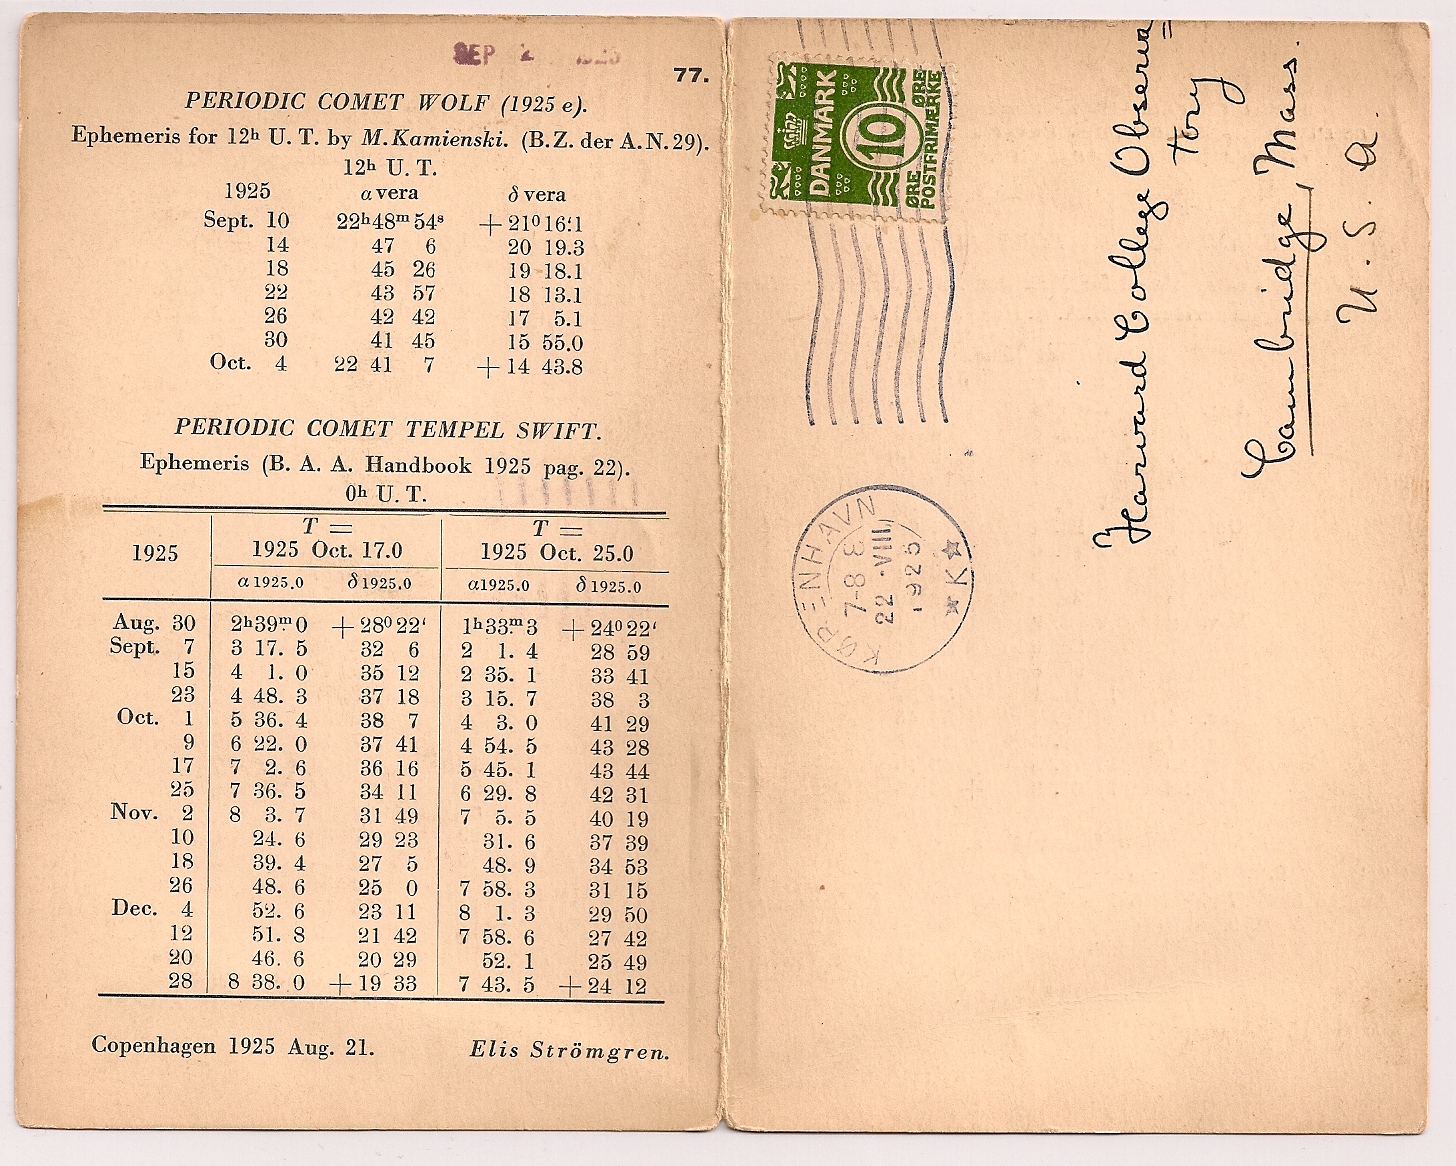 SEP 2 1925
77.
PERIODIC COMET WOLF (1925 e).
Ephemeris for 12ʰ U. T. by M. Kamienski. (B. Z. der A. N. 29).
12ʰ U. T.
1925 α vera δ vera
Sept. 10 22ʰ48ᵐ54ˢ +21⁰16ʹ.1
14 47 6 20 19.3
18 45 26 19 18.1
22 43 57 18 13.1
26 42 42 17 5.1
30 41 45 15 55.0
Oct. 4 22 41 7 +14 43.8
PERIODIC COMET TEMPEL SWIFT.
Ephemeris (B. A. A. Handbook 1925 pag. 22).
0ʰ U. T.
1925 T = 1925 Oct. 17.0 T = 1925 Oct. 25.0
α 1925.0 δ 1925.0 α 1925.0 δ 1925.0
Aug. 30 2ʰ39ᵐ.0 +28⁰22ʹ 1ʰ33ᵐ.3 +24⁰22ʹ
Sept. 7 3 17. 5 32 6 2 1. 4 28 59
15 4 1. 0 35 12 2 35. 1 33 41
23 4 48. 3 37 18 3 15. 7 38 3
Oct. 1 5 36. 4 38 7 4 3. 0 41 29
9 6 22. 0 37 41 4 54. 5 43 28
17 7 2. 6 36 16 5 45. 1 43 44
25 7 36. 5 34 11 6 29. 8 42 31
Nov. 2 8 3. 7 31 49 7 5. 5 40 19
10 24. 6 29 23 31. 6 37 39
18 39. 4 27 5 48. 9 34 53
26 48. 6 25 0 7 58. 3 31 15
Dec. 4 52. 6 23 11 8 1. 3 29 50
12 51. 8 21 42 7 58. 6 27 42
20 46. 6 20 29 52. 1 25 49
28 8 38. 0 +19 33 7 43. 5 +24 12
Copenhagen 1925 Aug. 21. Elis Strömgren.
DANMARK
10
ØRE ØRE
POSTFRIMÆRKE
KØBENHAVN
7-8 E
22.VIII
1925
★ K ★
Harvard College Observa=
tory
Cambridge, Mass.
U. S. A.